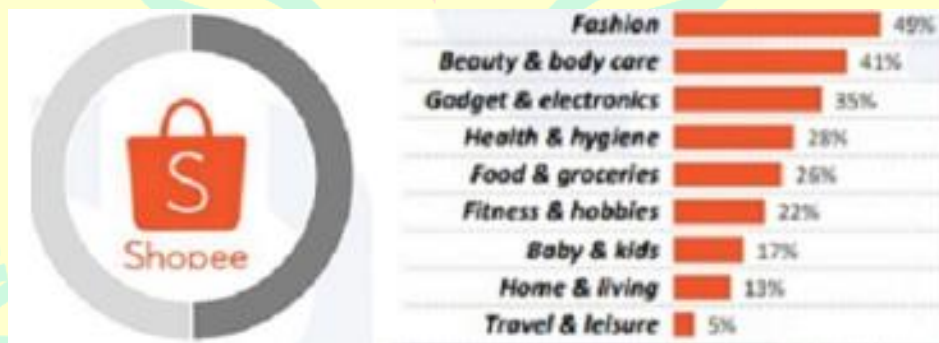 S
Shopee
Fashion 49%
Beauty & body care 41%
Gadget & electronics 35%
Health & hygiene 28%
Food & groceries 26%
Fitness & hobbies 22%
Baby & kids 17%
Home & living 13%
Travel & leisure 5%